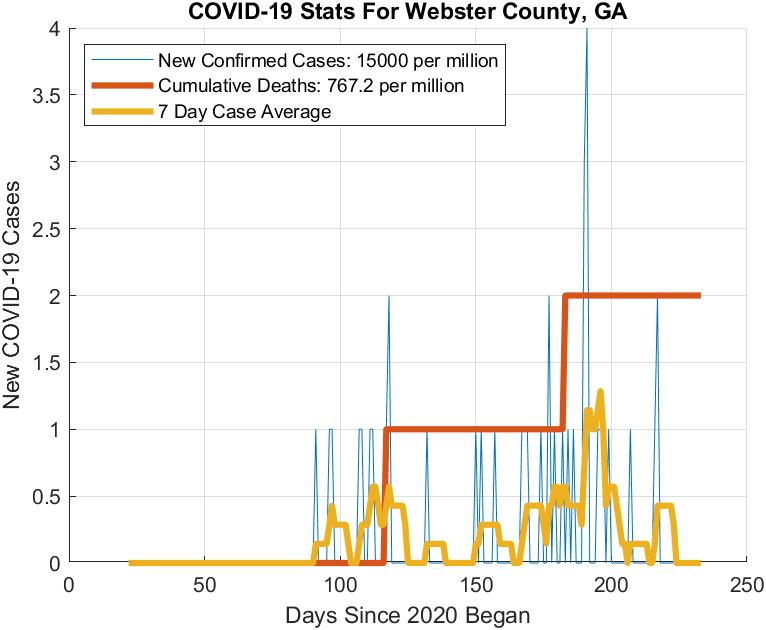 COVID-19 Stats For Webster County, GA
New Confirmed Cases: 15000 per million
Cumulative Deaths: 767.2 per million
7 Day Case Average
New COVID-19 Cases
4
3.5
3
2.5
2
1.5
1
0.5
0
0 50 100 150 200 250
Days Since 2020 Began